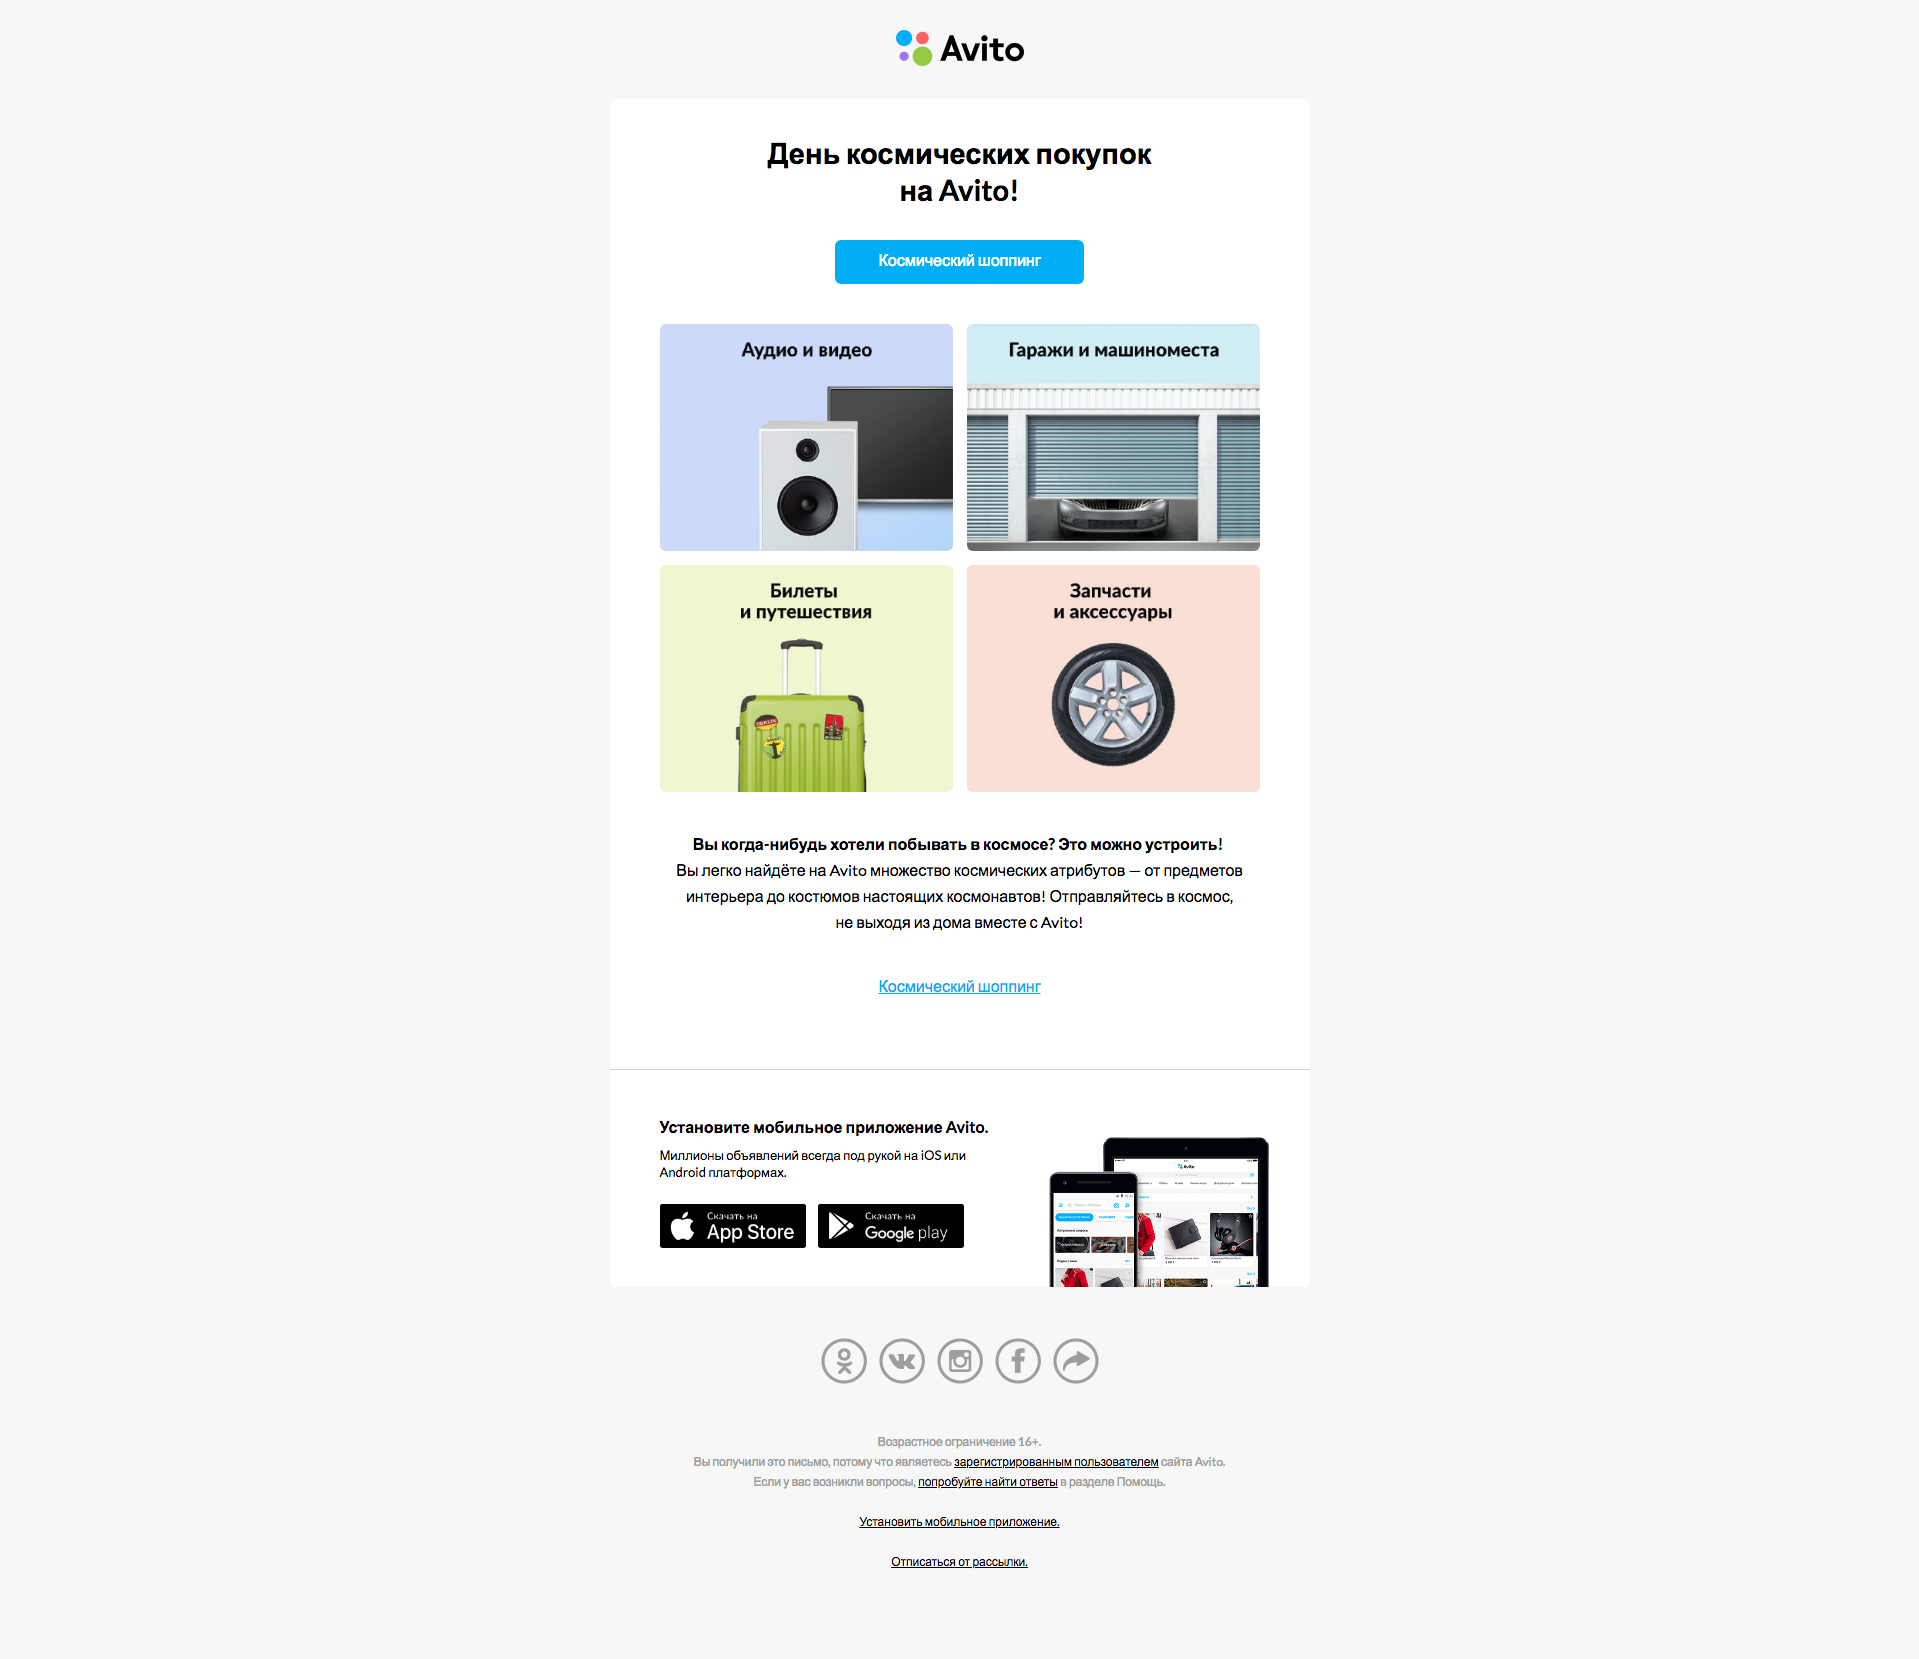 Avito
День космических покупок
на Avito!
Космический шоппинг
Аудио и видео
Гаражи и машиноместа
Билеты
и путешествия
Запчасти
и аксессуары
BERLIN
Вы когда-нибудь хотели побывать в космосе? Это можно устроить!
Вы легко найдёте на Avito множество космических атрибутов — от предметов
интерьера до костюмов настоящих космонавтов! Отправляйтесь в космос,
не выходя из дома вместе с Avito!
Космический шоппинг
Установите мобильное приложение Avito.
Миллионы объявлений всегда под рукой на iOS или
Android платформах.
Скачать на
App Store
Скачать на
Google play
Avito
Возрастное ограничение 16+.
Вы получили это письмо, потому что являетесь зарегистрированным пользователем сайта Avito.
Если у вас возникли вопросы, попробуйте найти ответы в разделе Помощь.
Установить мобильное приложение.
Отписаться от рассылки.